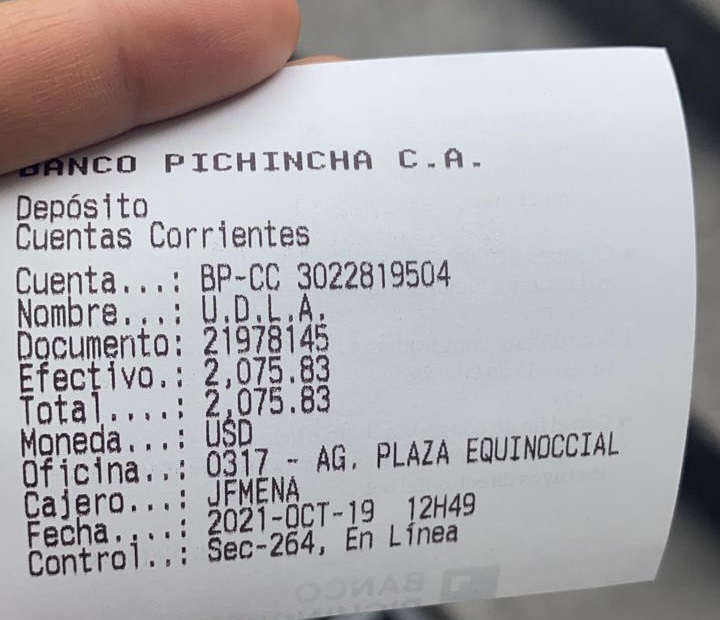 BANCO PICHINCHA C.A.
Depósito
Cuentas Corrientes
Cuenta...: BP-CC 3022819504
Nombre...: U.D.L.A.
Documento: 21978145
Efectivo.: 2,075.83
Total....: 2,075.83
Moneda...: USD
Oficina..: 0317 - AG. PLAZA EQUINOCCIAL
Cajero...: JFMENA
Fecha....: 2021-OCT-19 12H49
Control..: Sec-264, En Línea
BANCO